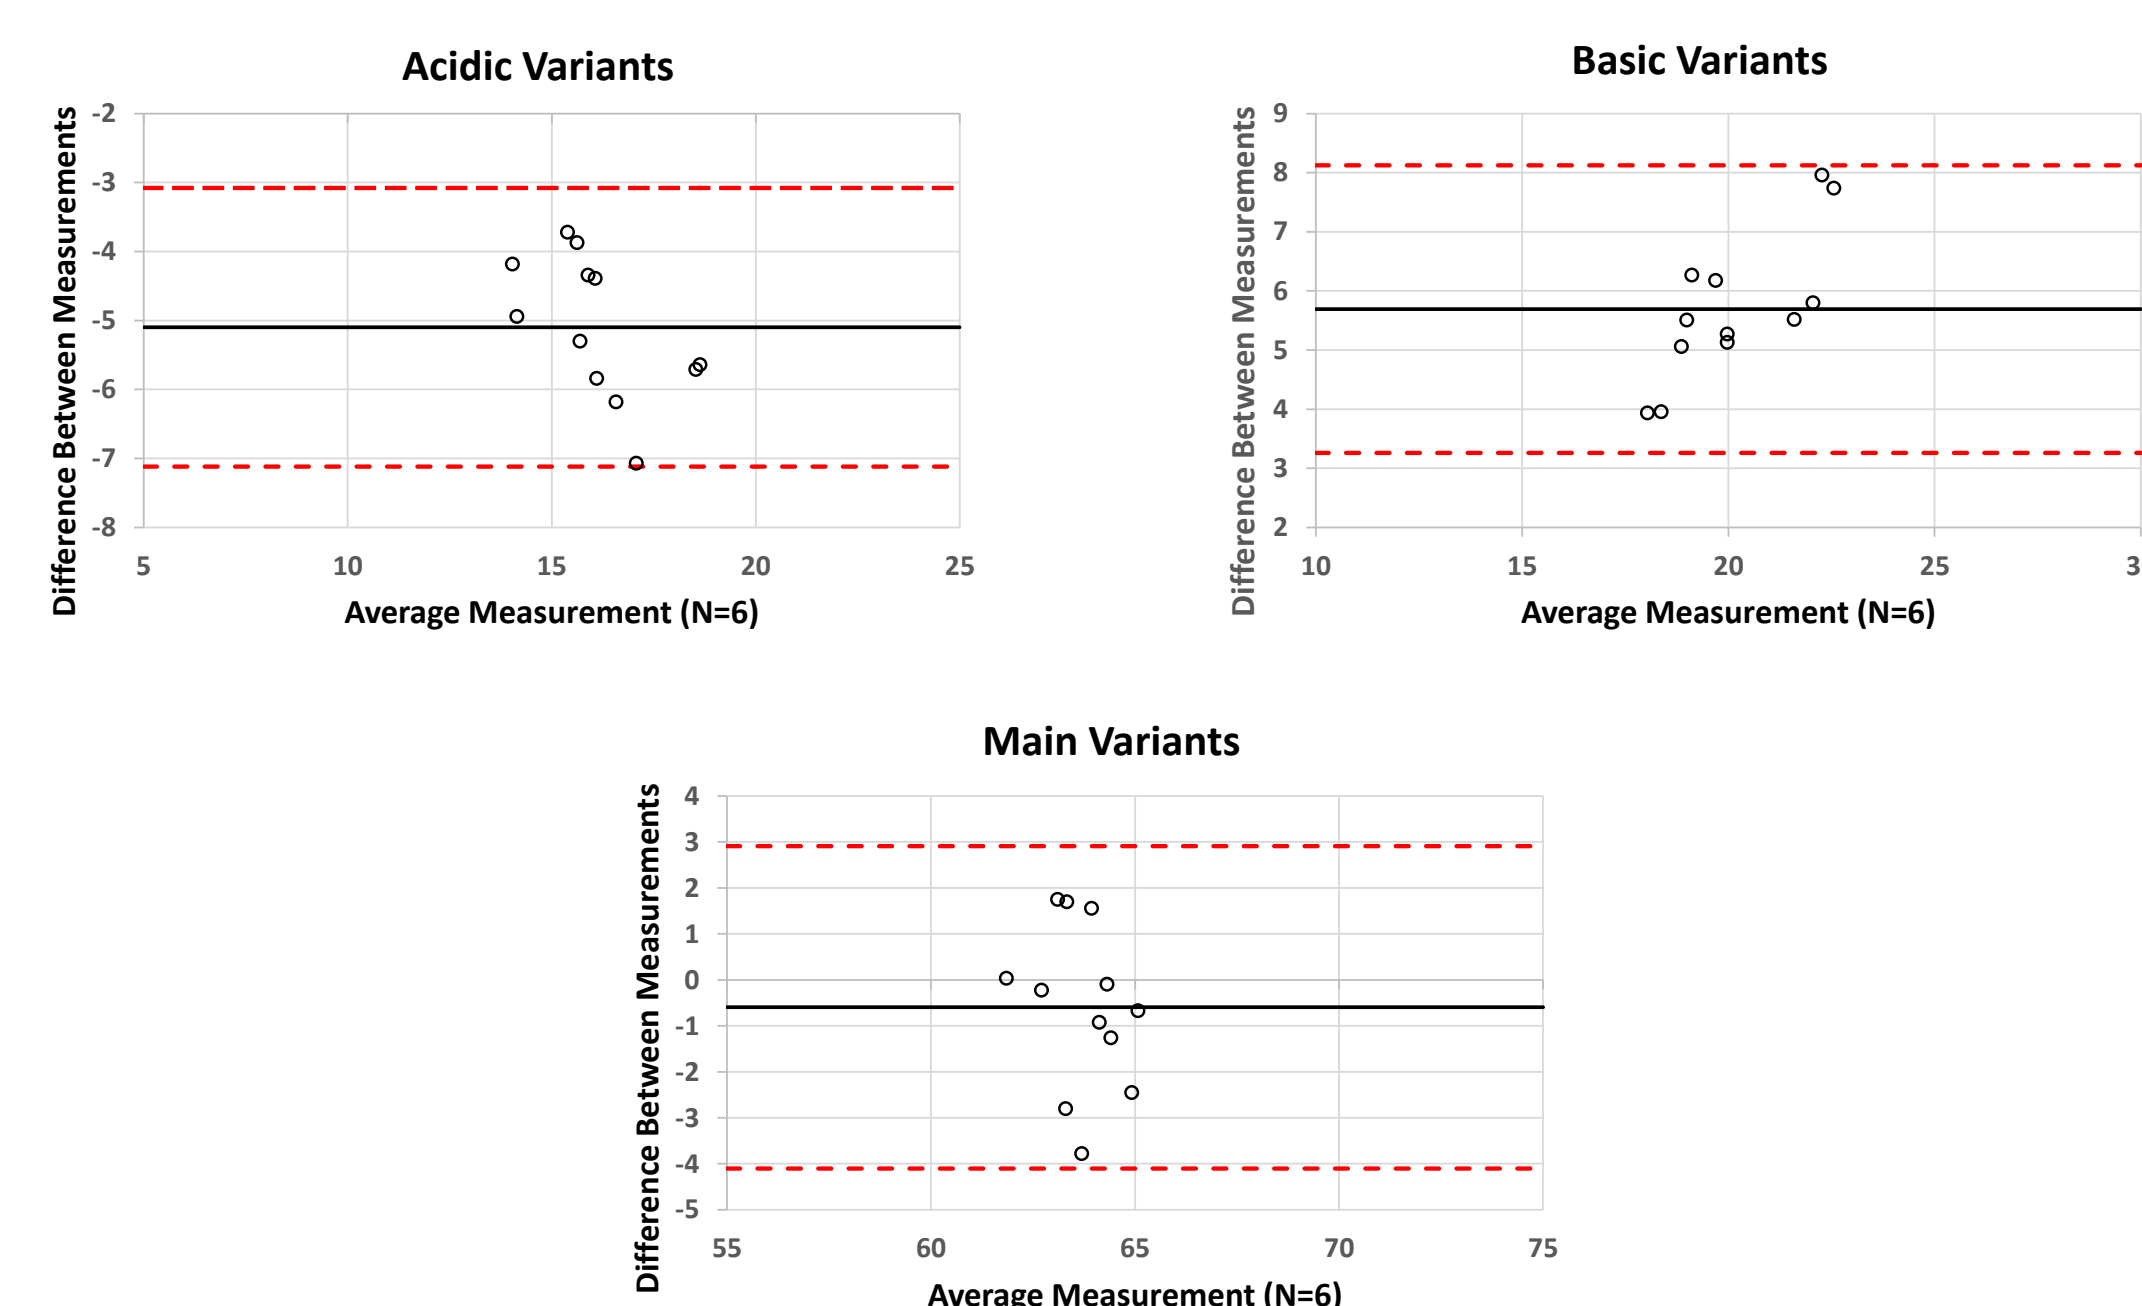 Acidic Variants
Difference Between Measurements
-2
-3
-4
-5
-6
-7
-8
5 10 15 20 25
Average Measurement (N=6)
Basic Variants
Difference Between Measurements
9
8
7
6
5
4
3
2
10 15 20 25 3
Average Measurement (N=6)
Main Variants
Difference Between Measurements
4
3
2
1
0
-1
-2
-3
-4
-5
55 60 65 70 75
Average Measurement (N=6)